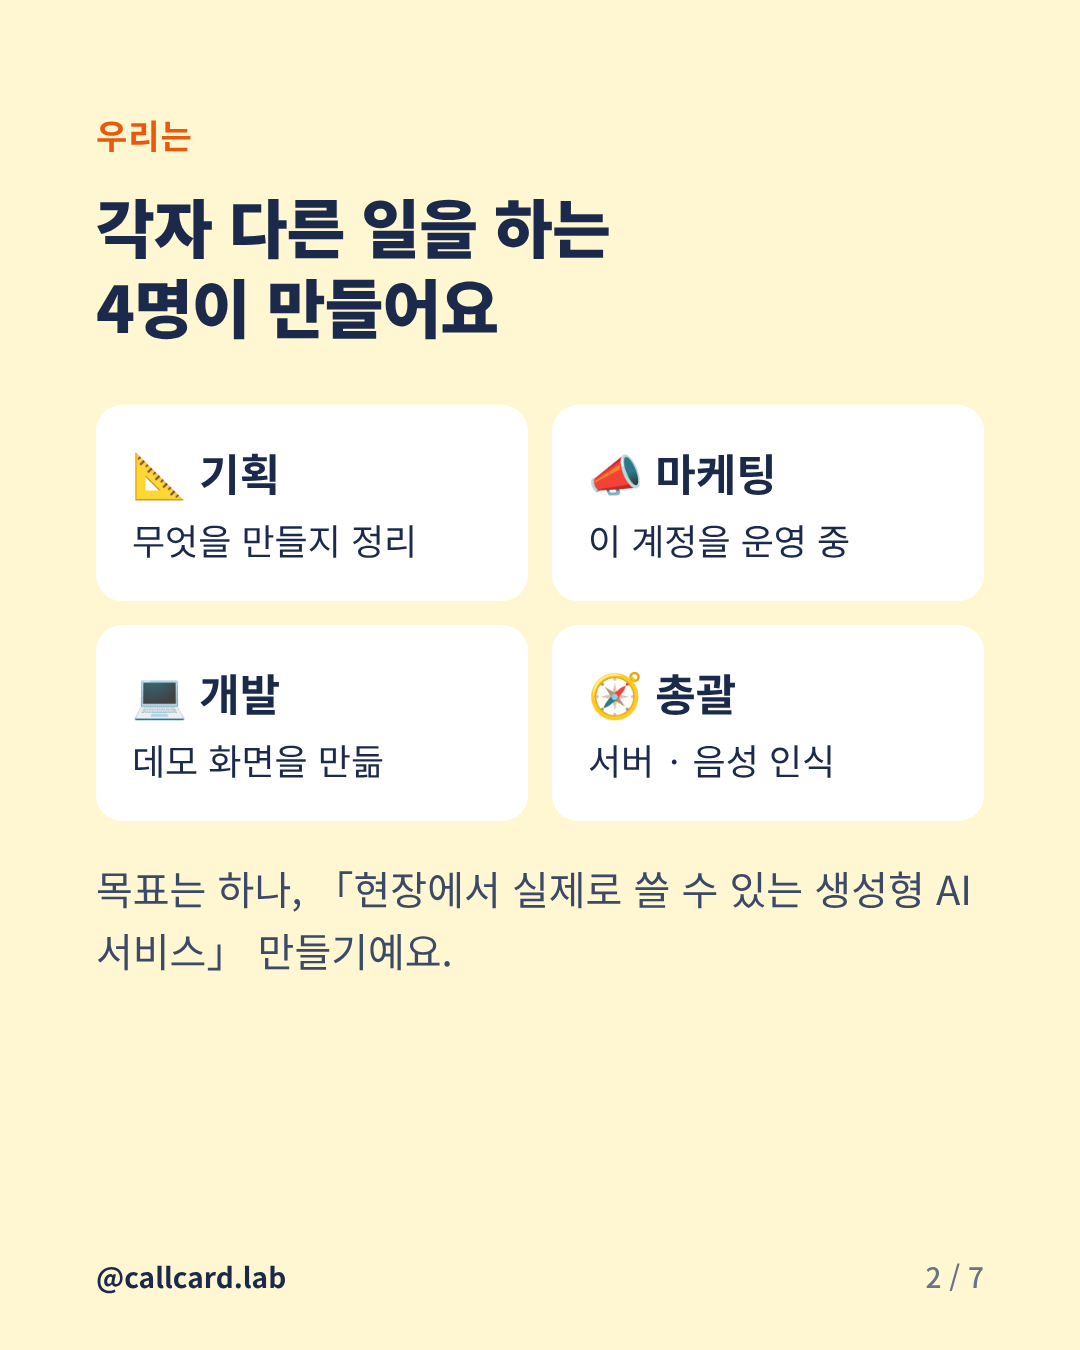 우리는
각자 다른 일을 하는
4명이 만들어요
📐 기획
무엇을 만들지 정리
📣 마케팅
이 계정을 운영 중
💻 개발
데모 화면을 만듦
🧭 총괄
서버 · 음성 인식
목표는 하나, 「현장에서 실제로 쓸 수 있는 생성형 AI
서비스」 만들기예요.
@callcard.lab
2 / 7